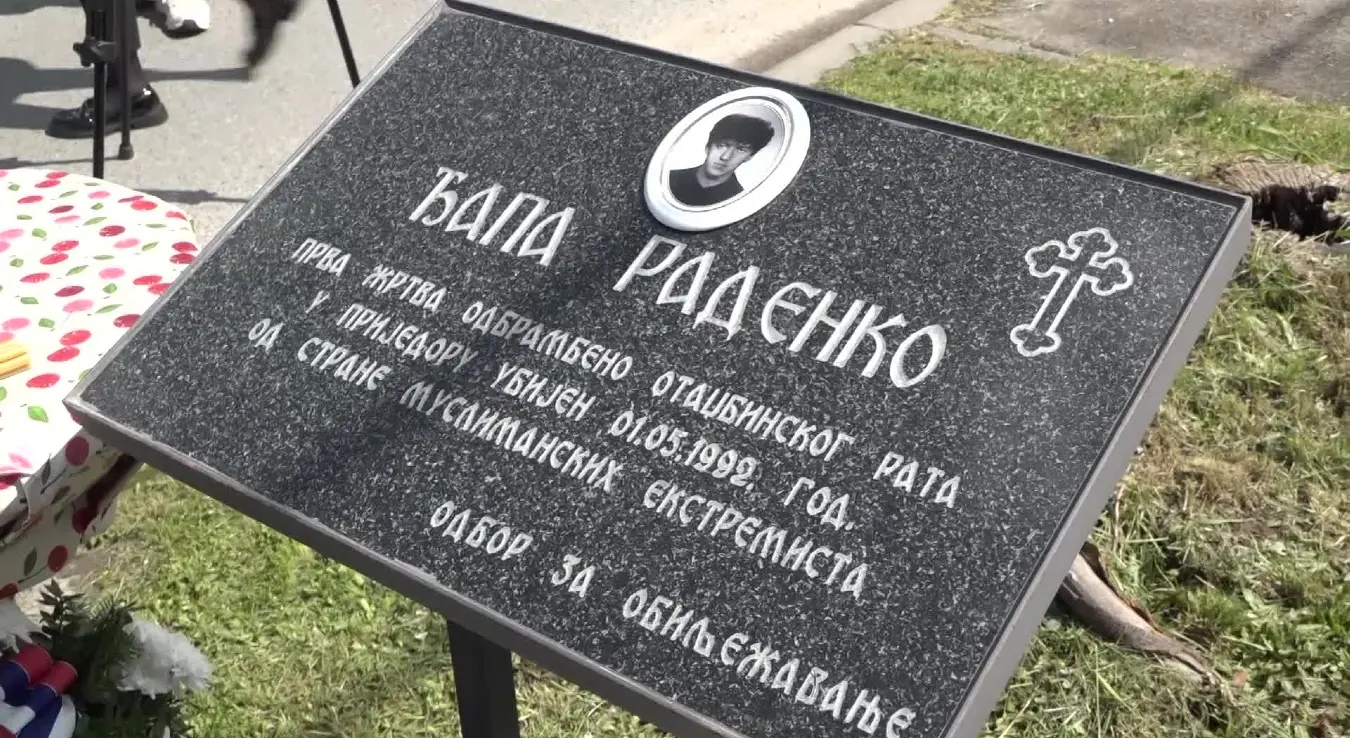 ЂАПА РАДЕНКО
ПРВА ЖРТВА ОДБРАМБЕНО ОТАЏБИНСКОГ РАТА
У ПРИЈЕДОРУ УБИЈЕН 01.05.1992. ГОД.
ОД СТРАНЕ МУСЛИМАНСКИХ ЕКСТРЕМИСТА
ОДБОР ЗА ОБИЉЕЖАВАЊЕ